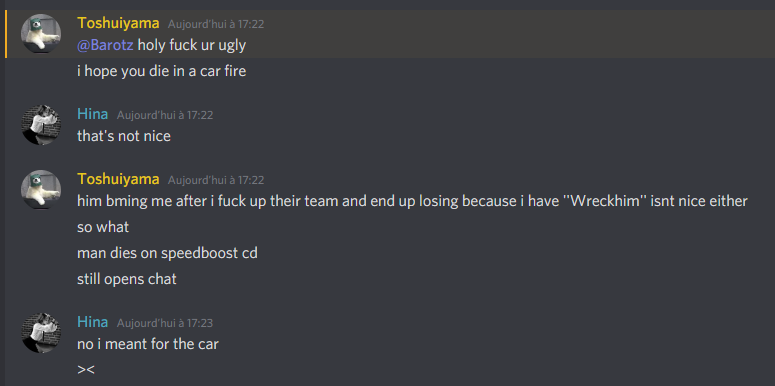 Toshuiyama Aujourd'hui à 17:22
@Barotz holy fuck ur ugly
i hope you die in a car fire
Hina Aujourd'hui à 17:22
that's not nice
Toshuiyama Aujourd'hui à 17:22
him bming me after i fuck up their team and end up losing because i have "Wreckhim" isnt nice either
so what
man dies on speedboost cd
still opens chat
Hina Aujourd'hui à 17:23
no i meant for the car
><